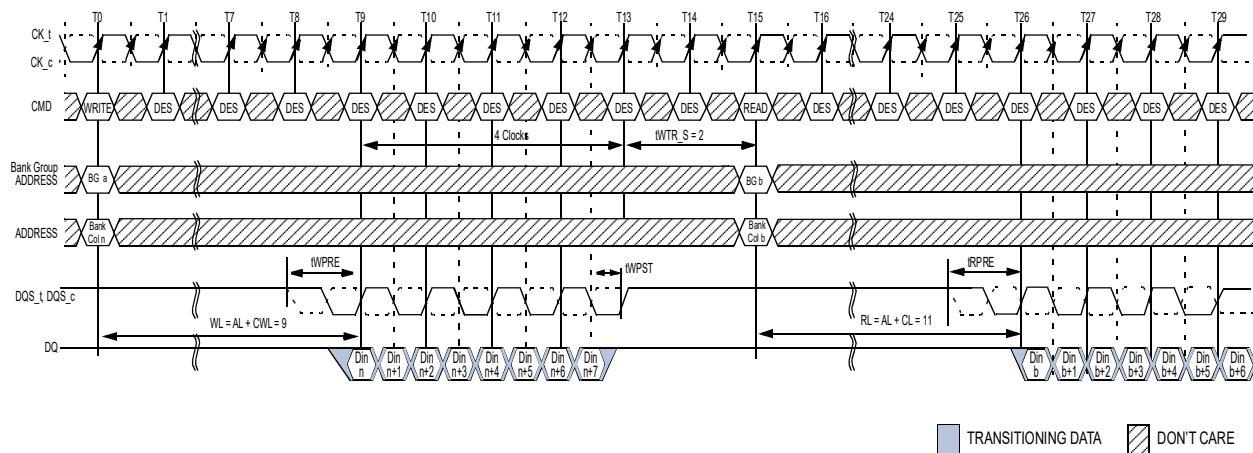 T0 T1 T7 T8 T9 T10 T11 T12 T13 T14 T15 T16 T24 T25 T26 T27 T28 T29
CK_t
CK_c
CMD WRITE DES DES DES DES DES DES DES DES DES READ DES DES DES DES DES DES DES
4 Clocks tWTR_S = 2
Bank Group
ADDRESS BG a BG b
ADDRESS Bank Col n Bank Col b
tWPRE tWPST tRPRE
DQS_t, DQS_c
WL = AL + CWL = 9 RL = AL + CL = 11
DQ
Din n Din n+1 Din n+2 Din n+3 Din n+4 Din n+5 Din n+6 Din n+7 Din b Din b+1 Din b+2 Din b+3 Din b+4 Din b+5 Din b+6
TRANSITIONING DATA DON'T CARE